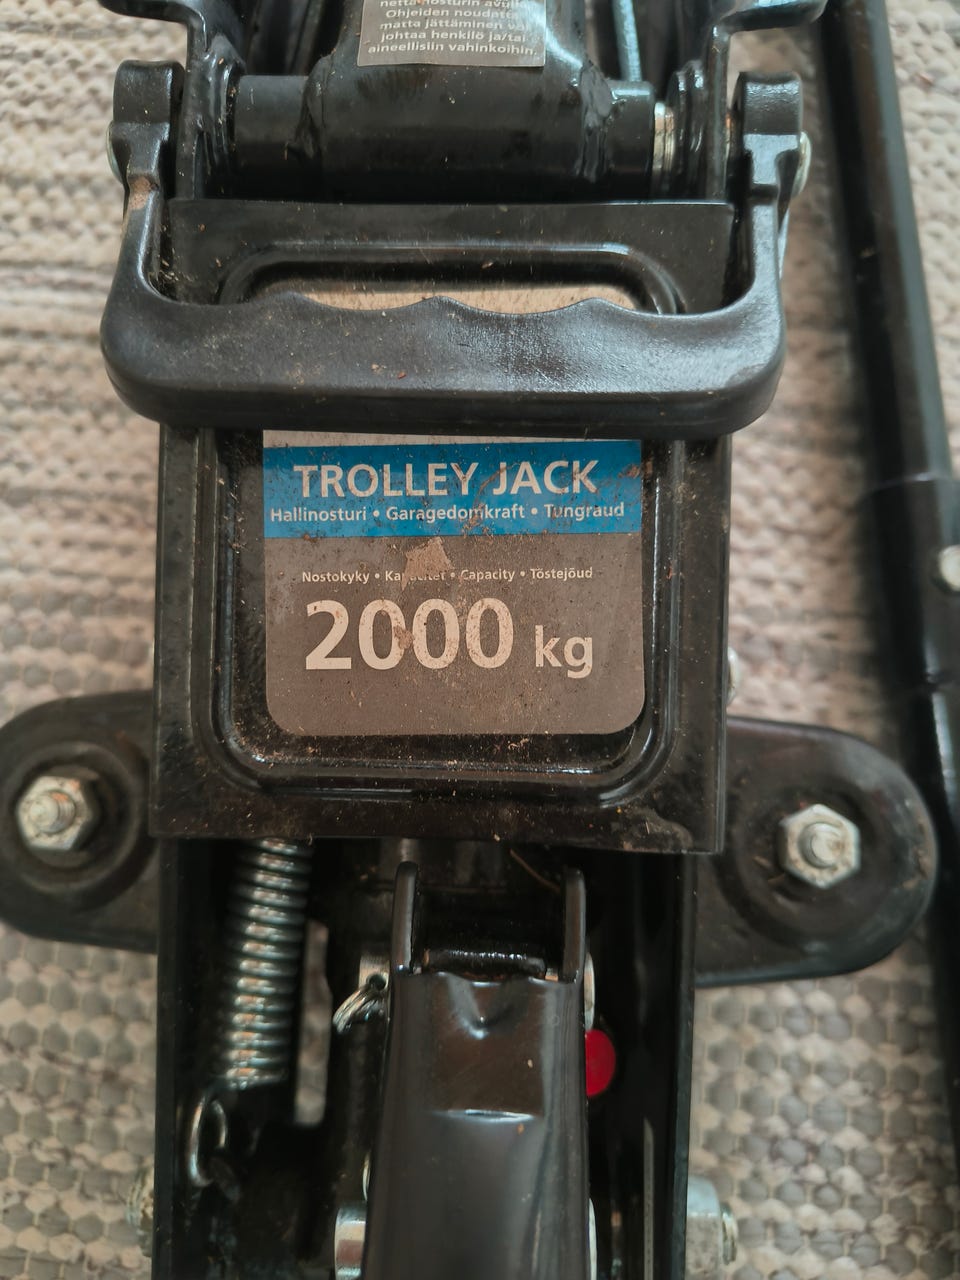 nettä nosturin avulla.
Ohjeiden noudatta
matta jättäminen voi
johtaa henkilö ja/tai
aineellisiin vahinkoihin.
TROLLEY JACK
Hallinosturi • Garagedomkraft • Tungraud
Nostokyky • Kapacitet • Capacity • Tõstejõud
2000 kg